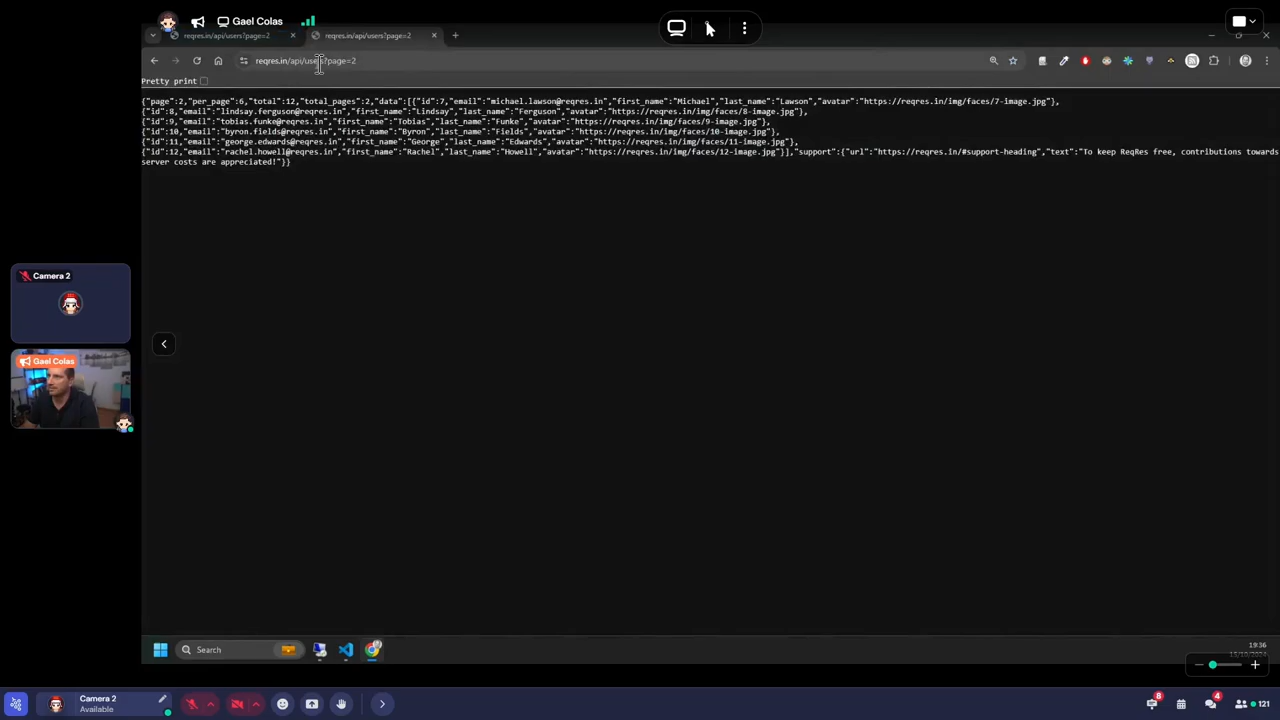 Gael Colas
reqres.in/api/users?page=2
reqres.in/api/users?page=2
reqres.in/api/users?page=2
Pretty print
{"page":2,"per_page":6,"total":12,"total_pages":2,"data":[{"id":7,"email":"michael.lawson@reqres.in","first_name":"Michael","last_name":"Lawson","avatar":"https://reqres.in/img/faces/7-image.jpg"},
{"id":8,"email":"lindsay.ferguson@reqres.in","first_name":"Lindsay","last_name":"Ferguson","avatar":"https://reqres.in/img/faces/8-image.jpg"},
{"id":9,"email":"tobias.funke@reqres.in","first_name":"Tobias","last_name":"Funke","avatar":"https://reqres.in/img/faces/9-image.jpg"},
{"id":10,"email":"byron.fields@reqres.in","first_name":"Byron","last_name":"Fields","avatar":"https://reqres.in/img/faces/10-image.jpg"},
{"id":11,"email":"george.edwards@reqres.in","first_name":"George","last_name":"Edwards","avatar":"https://reqres.in/img/faces/11-image.jpg"},
{"id":12,"email":"rachel.howell@reqres.in","first_name":"Rachel","last_name":"Howell","avatar":"https://reqres.in/img/faces/12-image.jpg"}],"support":{"url":"https://reqres.in/#support-heading","text":"To keep ReqRes free, contributions towards
server costs are appreciated!"}}
Camera 2
Gael Colas
Search
19:36
Camera 2
Available
8
4
121